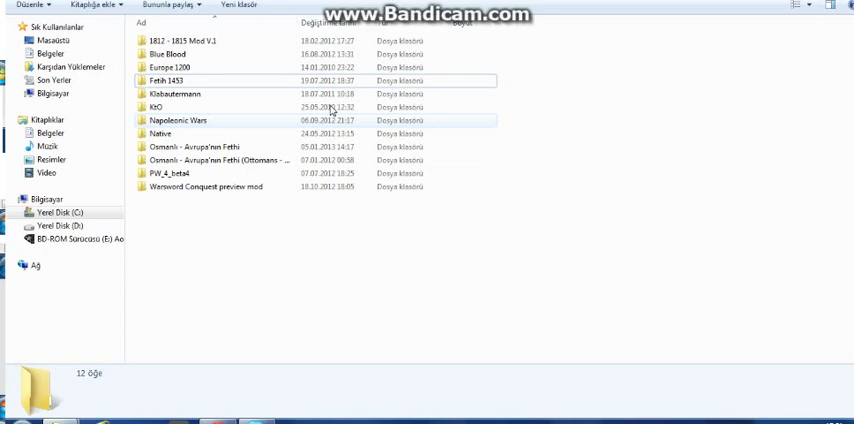 www.Bandicam.com
Düzenle Kitaplığa ekle Bununla paylaş Yeni klasör
Ad Değiştirme tarihi Tür Boyut
Sık Kullanılanlar
Masaüstü
Belgeler
Karşıdan Yüklemeler
Son Yerler
Bilgisayar
Kitaplıklar
Belgeler
Müzik
Resimler
Video
Bilgisayar
Yerel Disk (C:)
Yerel Disk (D:)
BD-ROM Sürücüsü (E:) Ao
Ağ
1812 - 1815 Mod V.1 18.02.2012 17:27 Dosya klasörü
Blue Blood 16.08.2012 13:31 Dosya klasörü
Europe 1200 14.01.2010 23:22 Dosya klasörü
Fetih 1453 19.07.2012 18:37 Dosya klasörü
Klabautermann 18.07.2011 10:18 Dosya klasörü
KtO 25.05.2010 12:32 Dosya klasörü
Napoleonic Wars 06.09.2012 21:17 Dosya klasörü
Native 24.05.2012 13:15 Dosya klasörü
Osmanlı - Avrupa'nın Fethi 05.01.2013 14:17 Dosya klasörü
Osmanlı - Avrupa'nın Fethi (Ottomans - ... 07.01.2012 00:58 Dosya klasörü
PW_4_beta4 07.07.2012 18:25 Dosya klasörü
Warsword Conquest preview mod 18.10.2012 18:05 Dosya klasörü
12 öğe